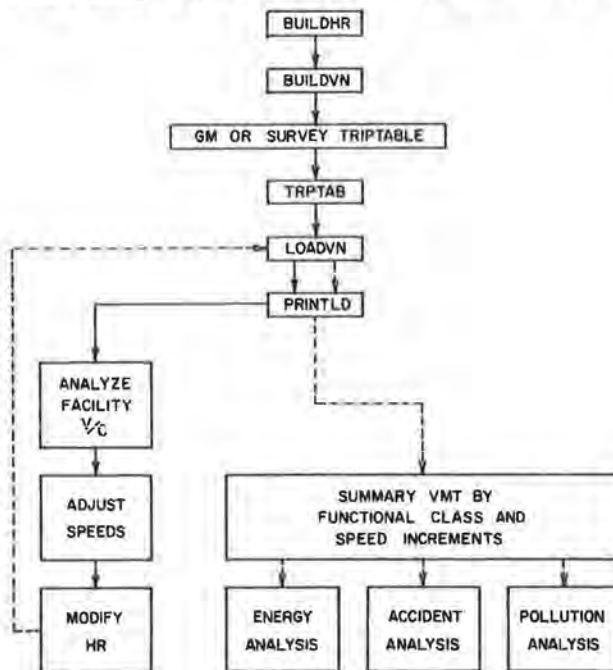 BUILDHR
BUILDVN
GM OR SURVEY TRIPTABLE
TRPTAB
LOADVN
PRINTLD
ANALYZE
FACILITY
V/C
ADJUST
SPEEDS
MODIFY
HR
SUMMARY VMT BY
FUNCTIONAL CLASS AND
SPEED INCREMENTS
ENERGY
ANALYSIS
ACCIDENT
ANALYSIS
POLLUTION
ANALYSIS